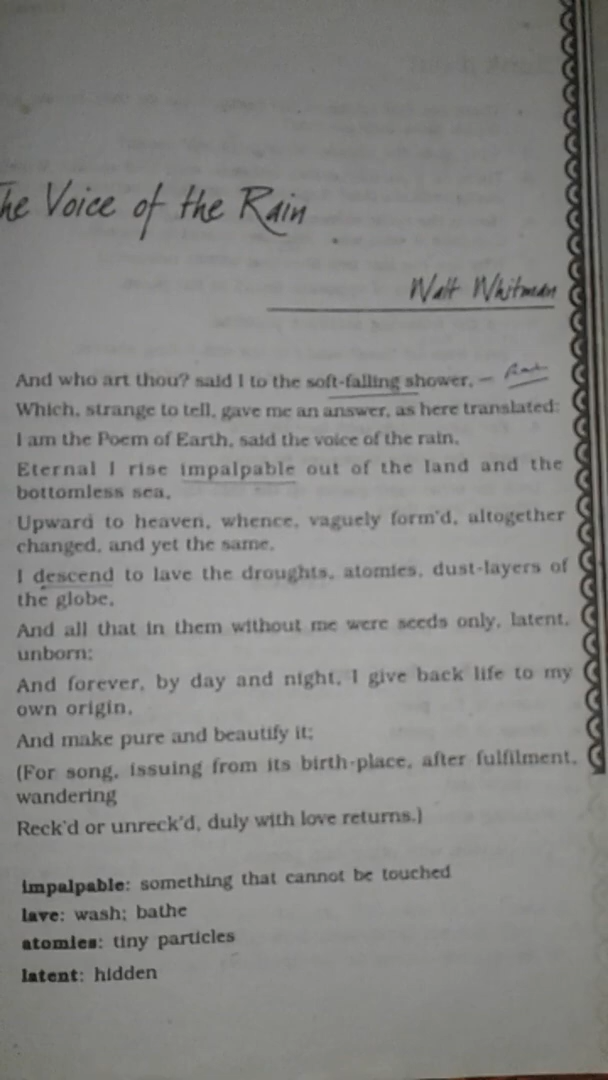 he Voice of the Rain
Walt Whitman
And who art thou? said I to the soft-falling shower, —
Which, strange to tell, gave me an answer, as here translated:
I am the Poem of Earth, said the voice of the rain,
Eternal I rise impalpable out of the land and the
bottomless sea,
Upward to heaven, whence, vaguely form'd, altogether
changed, and yet the same,
I descend to lave the droughts, atomies, dust-layers of
the globe,
And all that in them without me were seeds only, latent,
unborn;
And forever, by day and night, I give back life to my
own origin,
And make pure and beautify it;
(For song, issuing from its birth-place, after fulfilment,
wandering
Reck'd or unreck'd, duly with love returns.)
impalpable: something that cannot be touched
lave: wash; bathe
atomies: tiny particles
latent: hidden